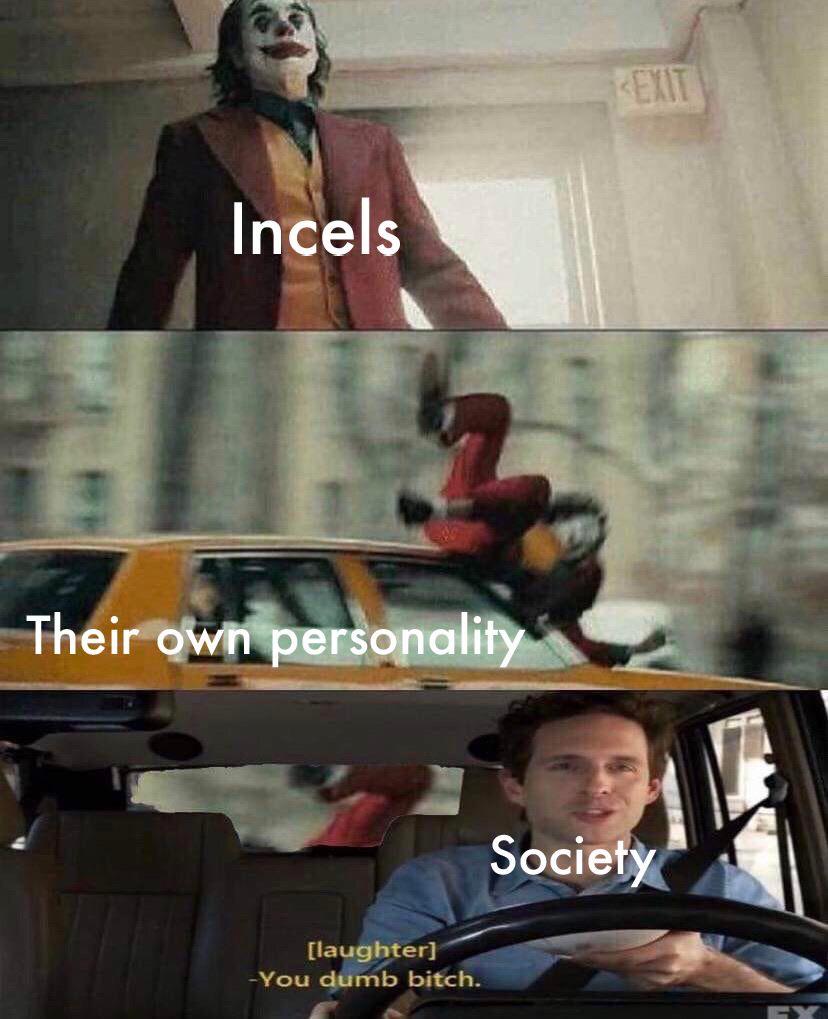 <EXIT
Incels
Their own personality
Society
[laughter]
-You dumb bitch.
FX